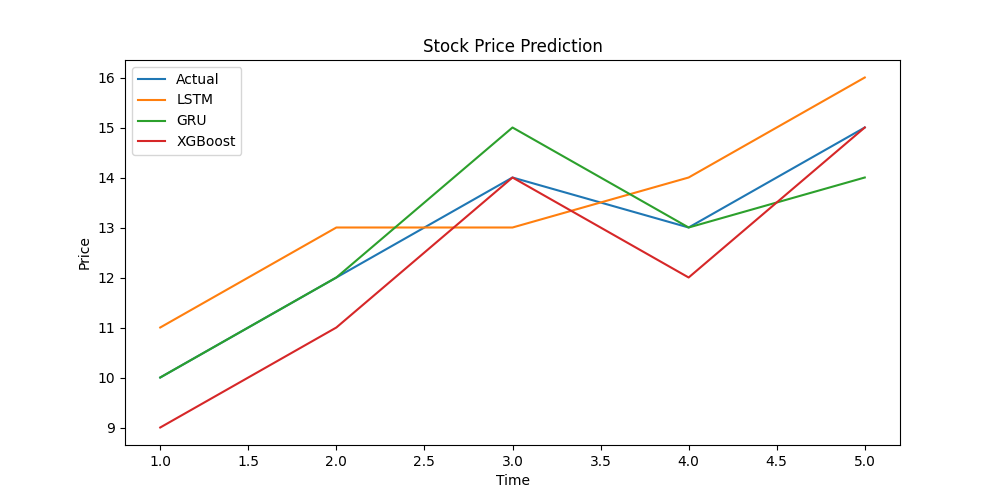 Stock Price Prediction
Actual
LSTM
GRU
XGBoost
Price
16
15
14
13
12
11
10
9
1.0 1.5 2.0 2.5 3.0 3.5 4.0 4.5 5.0
Time